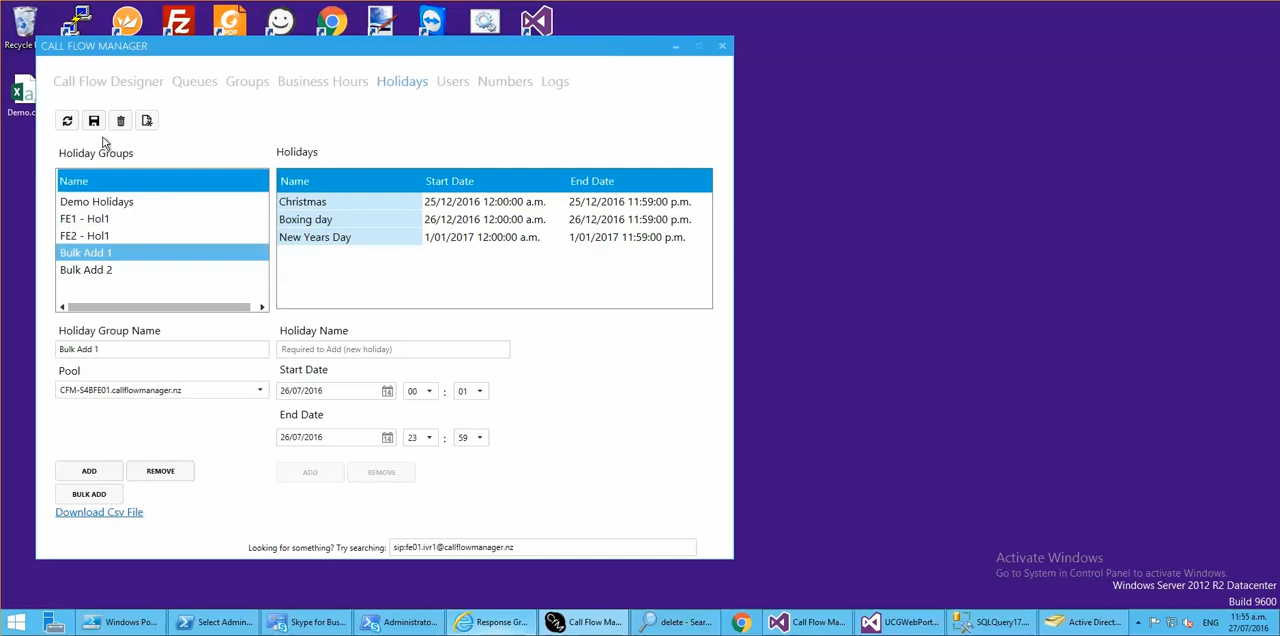 Recycle
Demo.c
CALL FLOW MANAGER
Call Flow Designer Queues Groups Business Hours Holidays Users Numbers Logs
Holiday Groups
Name
Demo Holidays
FE1 - Hol1
FE2 - Hol1
Bulk Add 1
Bulk Add 2
Holidays
Name Start Date End Date
Christmas 25/12/2016 12:00:00 a.m. 25/12/2016 11:59:00 p.m.
Boxing day 26/12/2016 12:00:00 a.m. 26/12/2016 11:59:00 p.m.
New Years Day 1/01/2017 12:00:00 a.m. 1/01/2017 11:59:00 p.m.
Holiday Group Name
Bulk Add 1
Pool
CFM-S4BFE01.callflowmanager.nz
ADD REMOVE
BULK ADD
Download Csv File
Holiday Name
Required to Add (new holiday)
Start Date
26/07/2016 14 00 : 01
End Date
26/07/2016 14 23 : 59
ADD REMOVE
Looking for something? Try searching: sip:fe01.ivr1@callflowmanager.nz
Activate Windows
Go to System in Control Panel to activate Windows.
Windows Server 2012 R2 Datacenter
Build 9600
Windows Po... Select Admin... Skype for Bus... Administrato... Response Gr... Call Flow Ma... delete - Sear... Call Flow Ma... UCGWebPort... SQLQuery17.... Active Direct... ENG 11:55 a.m.
27/07/2016